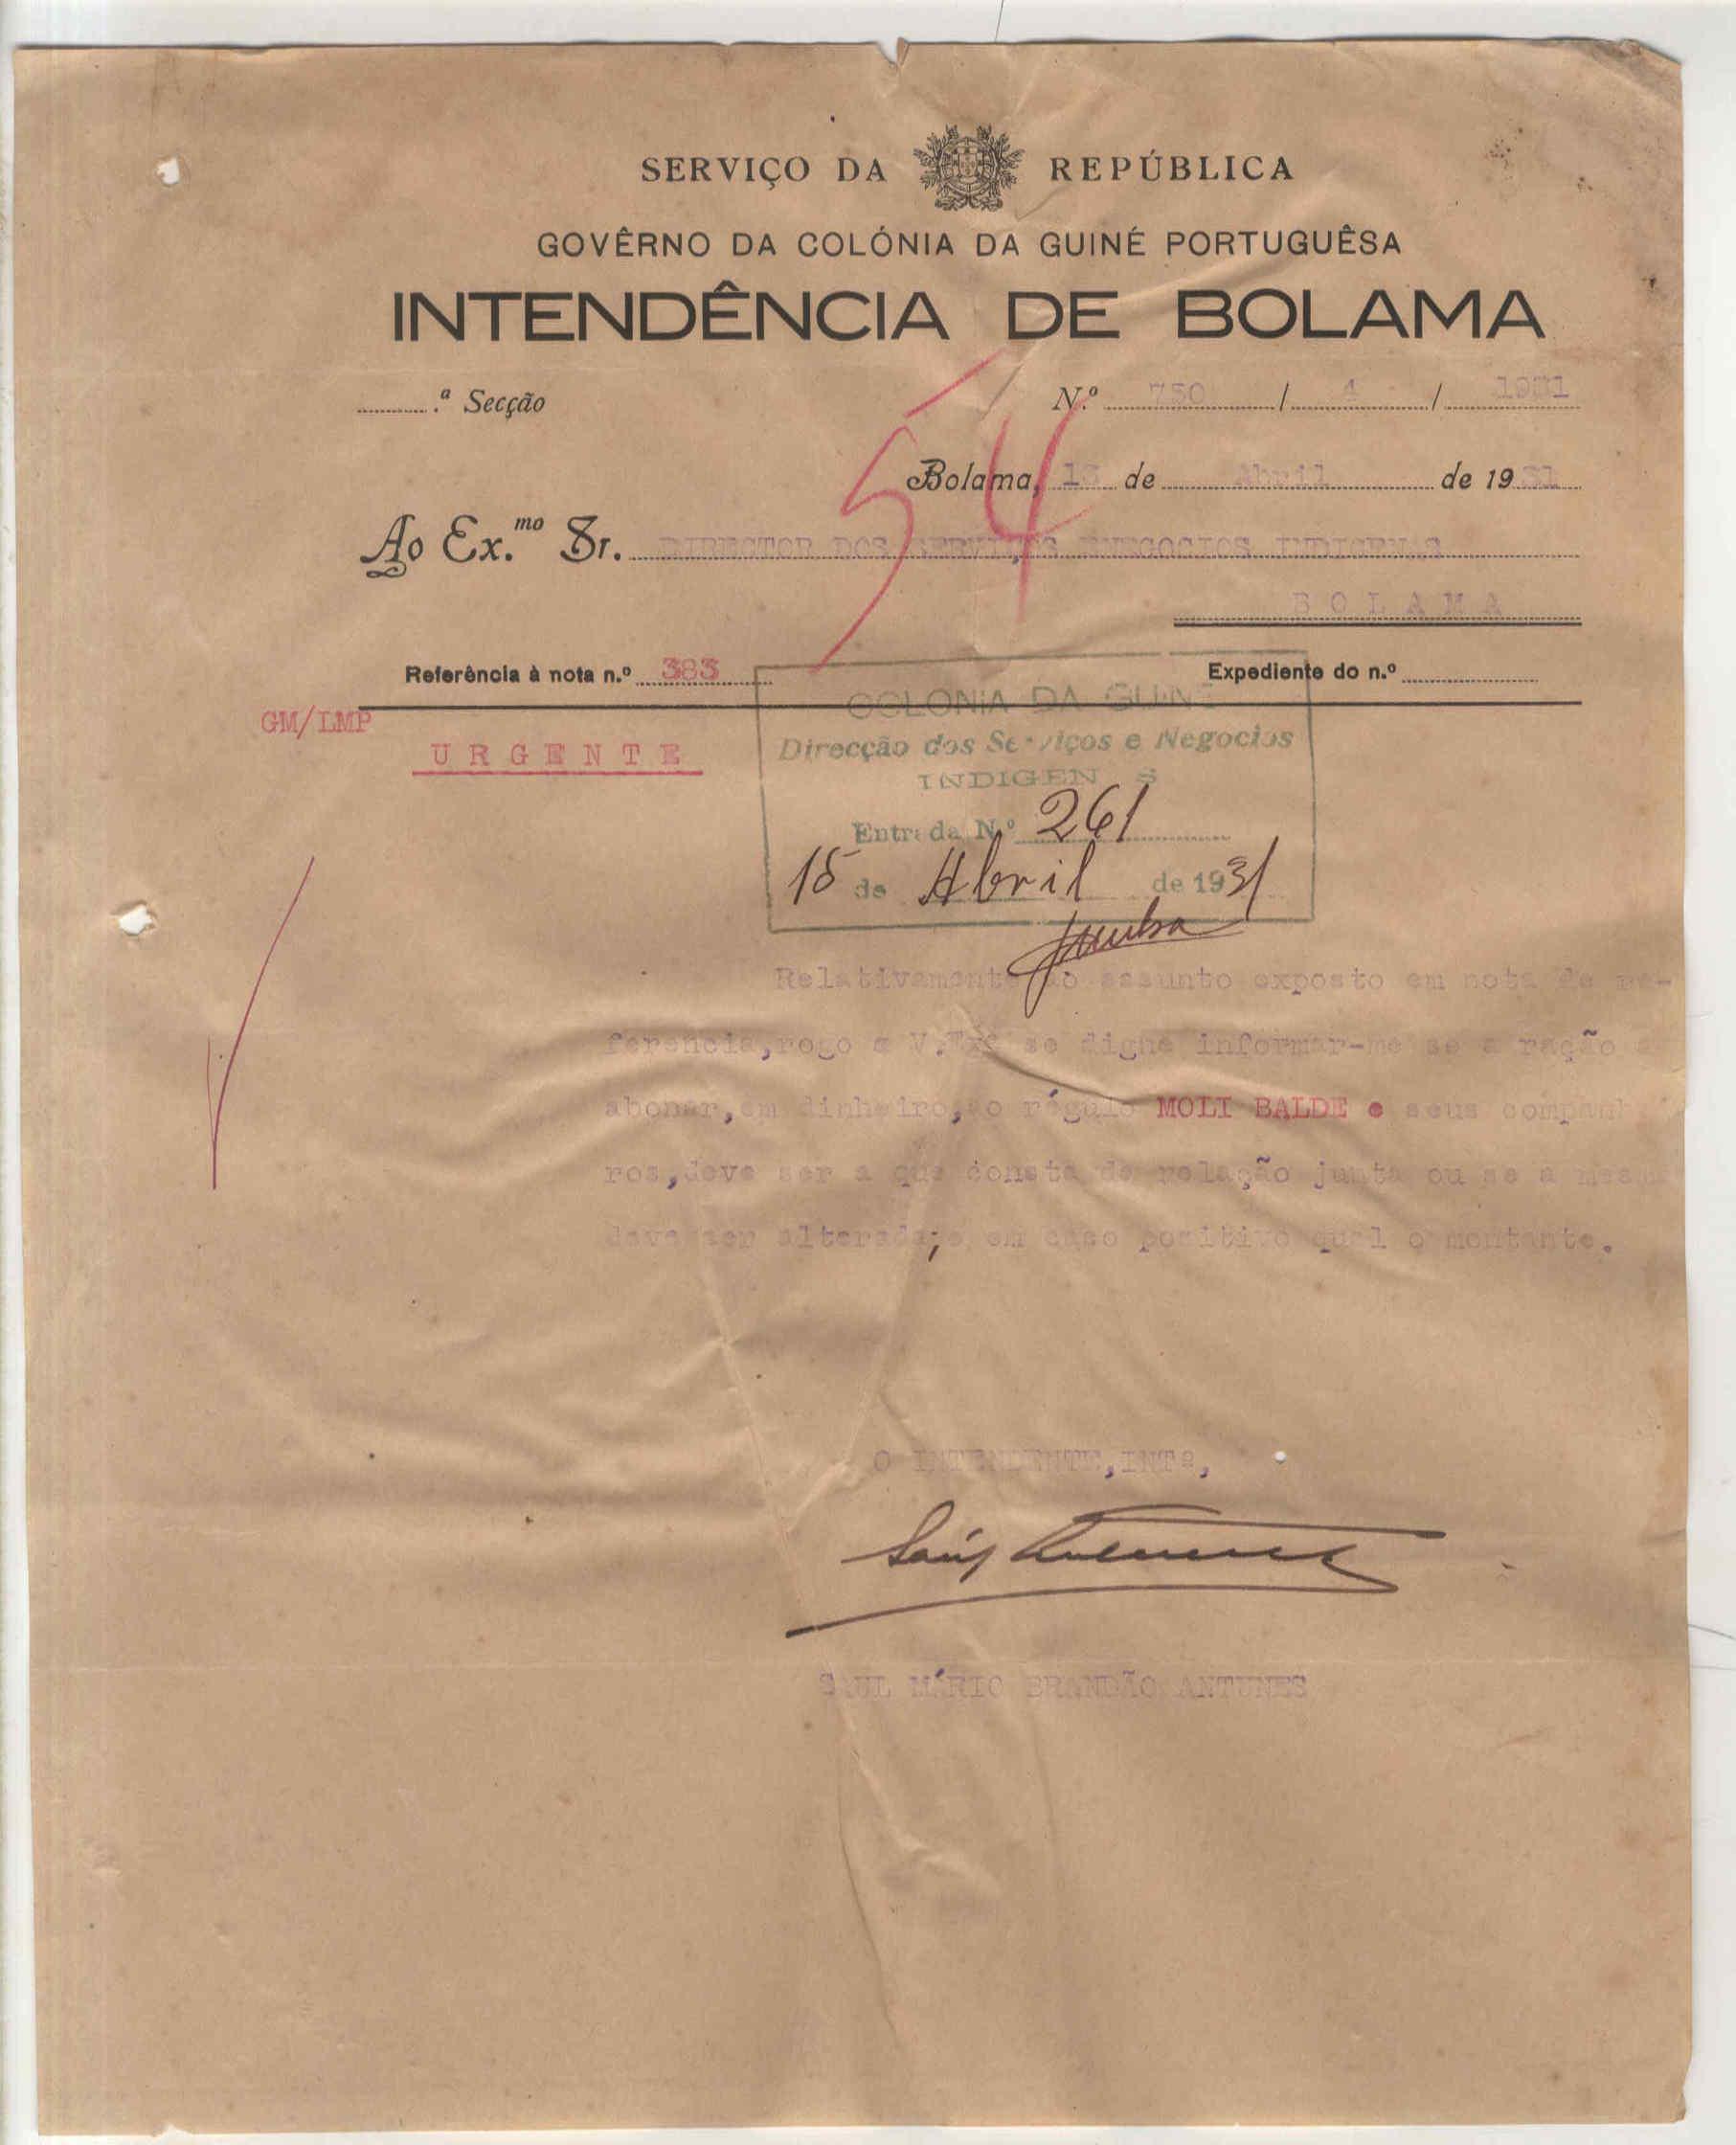 SERVIÇO DA REPÚBLICA
GOVÊRNO DA COLÓNIA DA GUINÉ PORTUGUÊSA
INTENDÊNCIA DE BOLAMA
.ª Secção
N.º 750 / 4 / 1931
54
Bolama, 13 de Abril de 1931
Ao Ex.mo Sr. DIRECTOR DOS SERVIÇOS E NEGOCIOS INDIGENAS
BOLAMA
Referência à nota n.º 383
Expediente do n.º
GM/LMP
URGENTE
COLONIA DA GUINÉ
Direcção dos Serviços e Negocios
INDIGENAS
Entrada N.º 261
15 de Abril de 1931
Relativamente ao assunto exposto em nota de re-
ferencia, rogo a V.Exª se digne informar-me se a ração a
abonar, em dinheiro, ao régulo MOLI BALDE e seus companh
ros, deve ser a que consta da relação junta ou se a mesma
deve ser alterada; e em caso positivo qual o montante.
O INTENDENTE, INTº,
Saúl Antunes
SAUL MÁRIO BRANDÃO ANTUNES